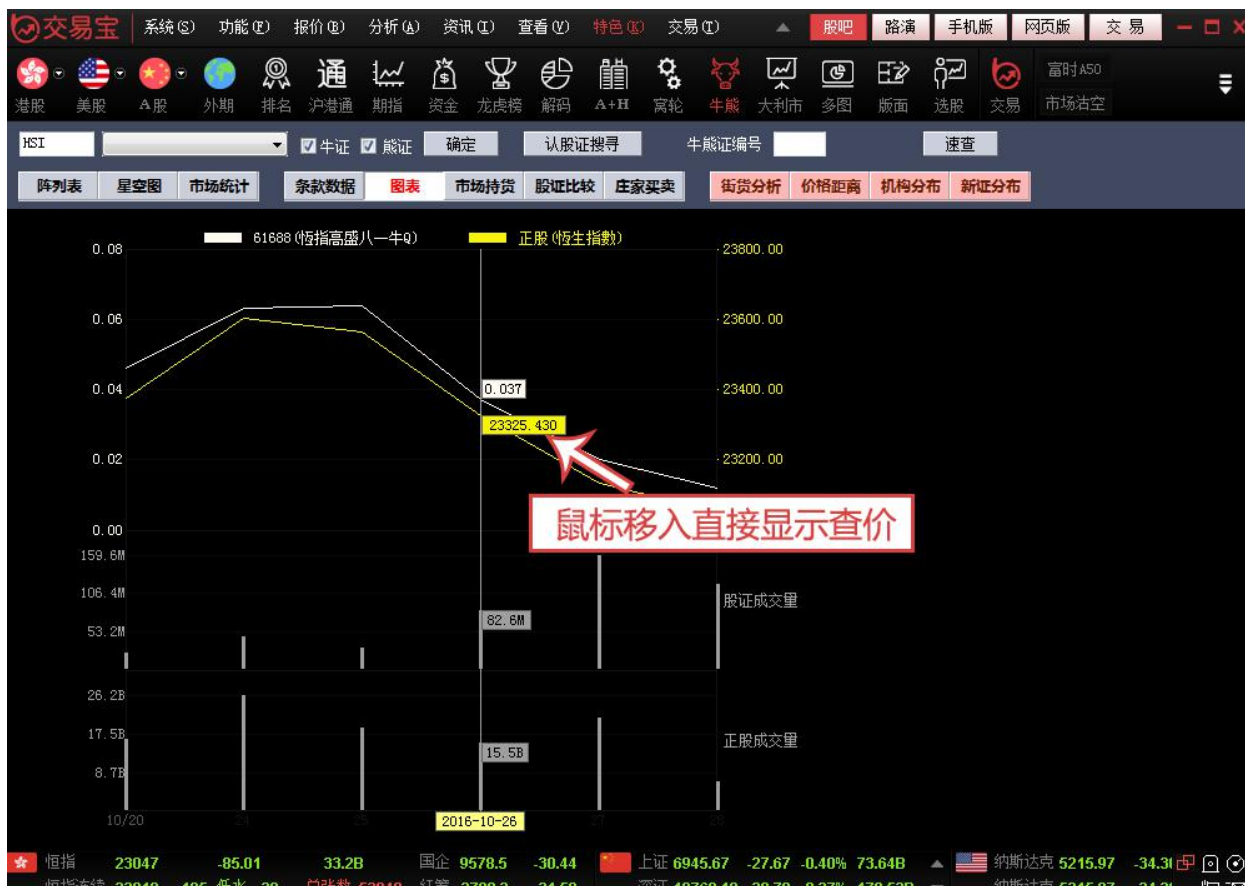 交易宝 系统(S) 功能(F) 报价(B) 分析(A) 资讯(I) 查看(V) 特色(K) 交易(T) 股吧 路演 手机版 网页版 交 易
通 富时A50
港股 美股 A股 外期 排名 沪港通 期指 资金 龙虎榜 解码 A+H 窝轮 牛熊 大利市 多图 版面 选股 交易 市场沽空
HSI 牛证 熊证 确定 认股证搜寻 牛熊证编号 速查
阵列表 星空图 市场统计 条款数据 图表 市场持货 股证比较 庄家买卖 街货分析 价格距离 机构分布 新证分布
61688(恆指高盛八一牛Q) 正股(恆生指數)
0.08 23800.00
0.06 23600.00
0.04 0.037 23400.00
23325.430
0.02 23200.00
鼠标移入直接显示查价
0.00
159.6M
106.4M 股证成交量
82.6M
53.2M
26.2B
17.5B 正股成交量
15.5B
8.7B
10/20 24 25 2016-10-26 27 28
恒指 23047 -85.01 33.2B 国企 9578.5 -30.44 上证 6945.67 -27.67 -0.40% 73.64B 纳斯达克 5215.97